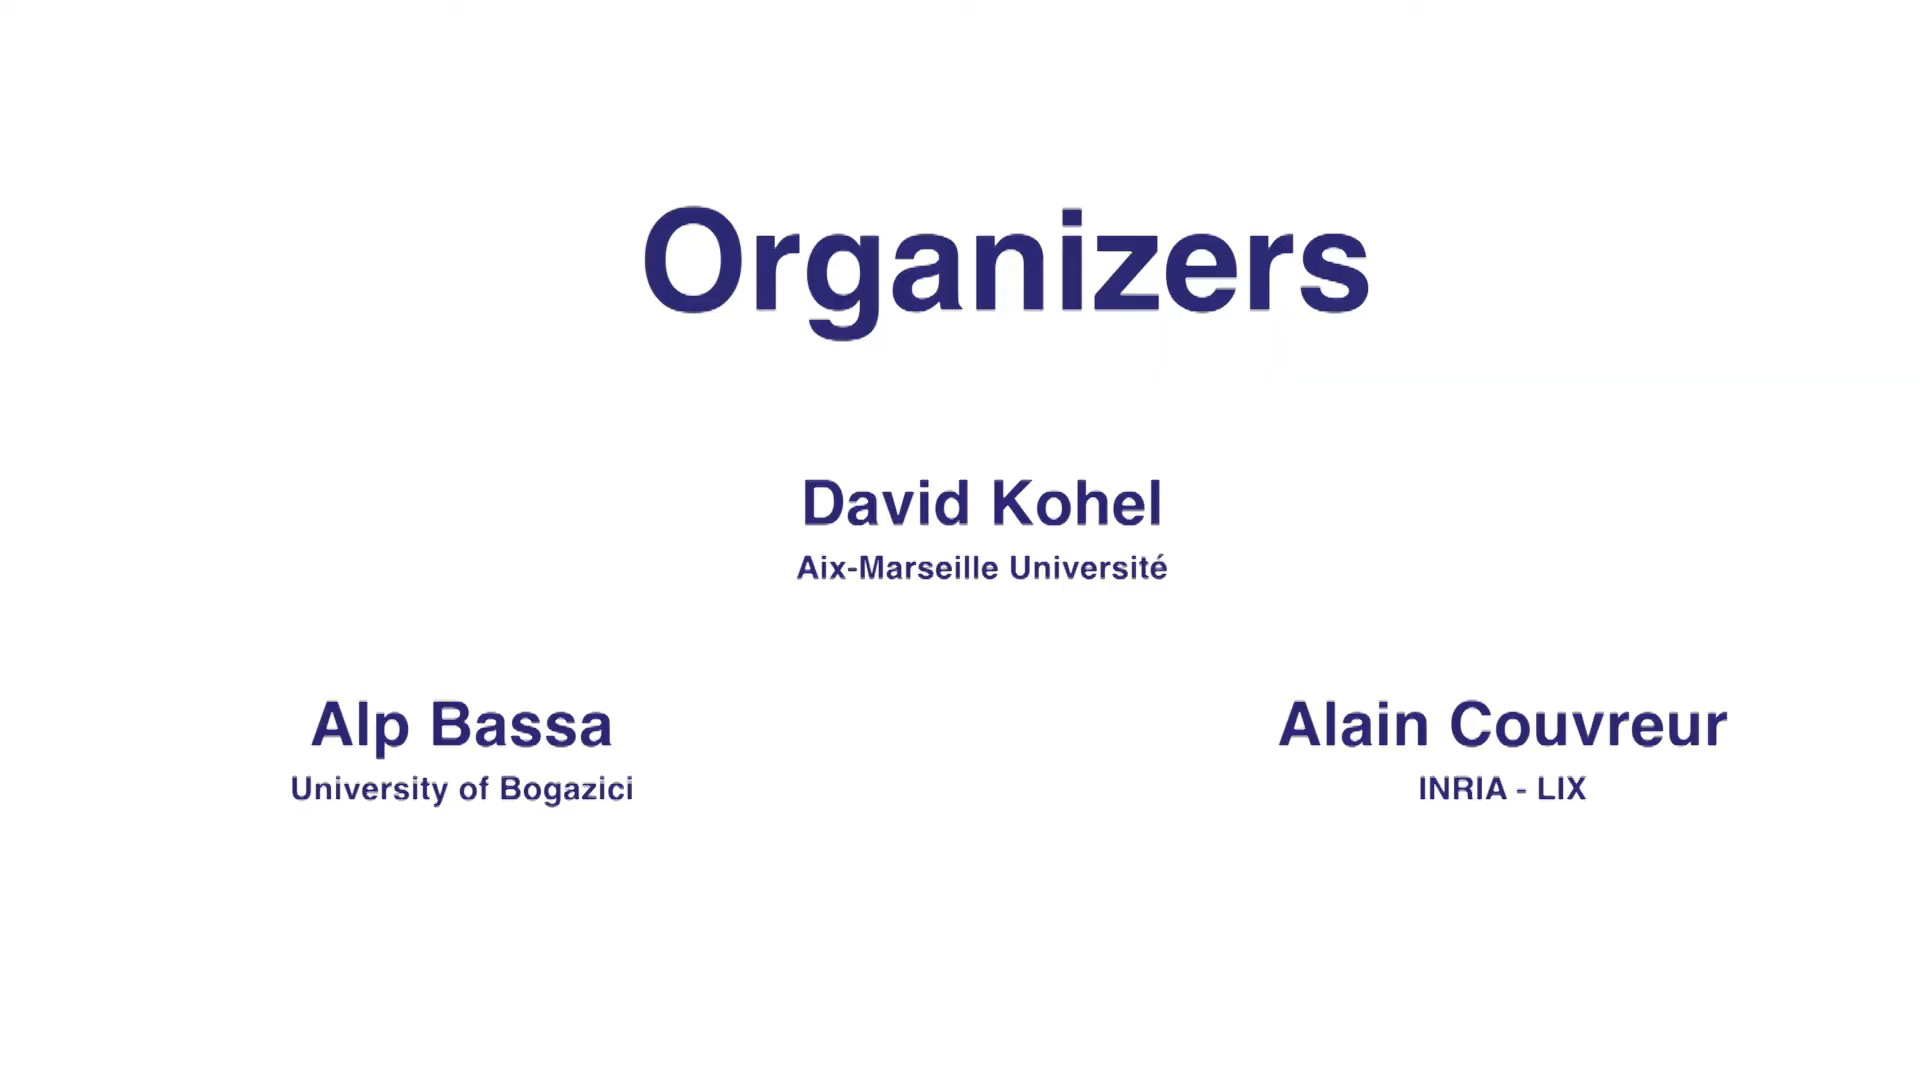 Organizers
David Kohel
Aix-Marseille Université
Alp Bassa
University of Bogazici
Alain Couvreur
INRIA - LIX